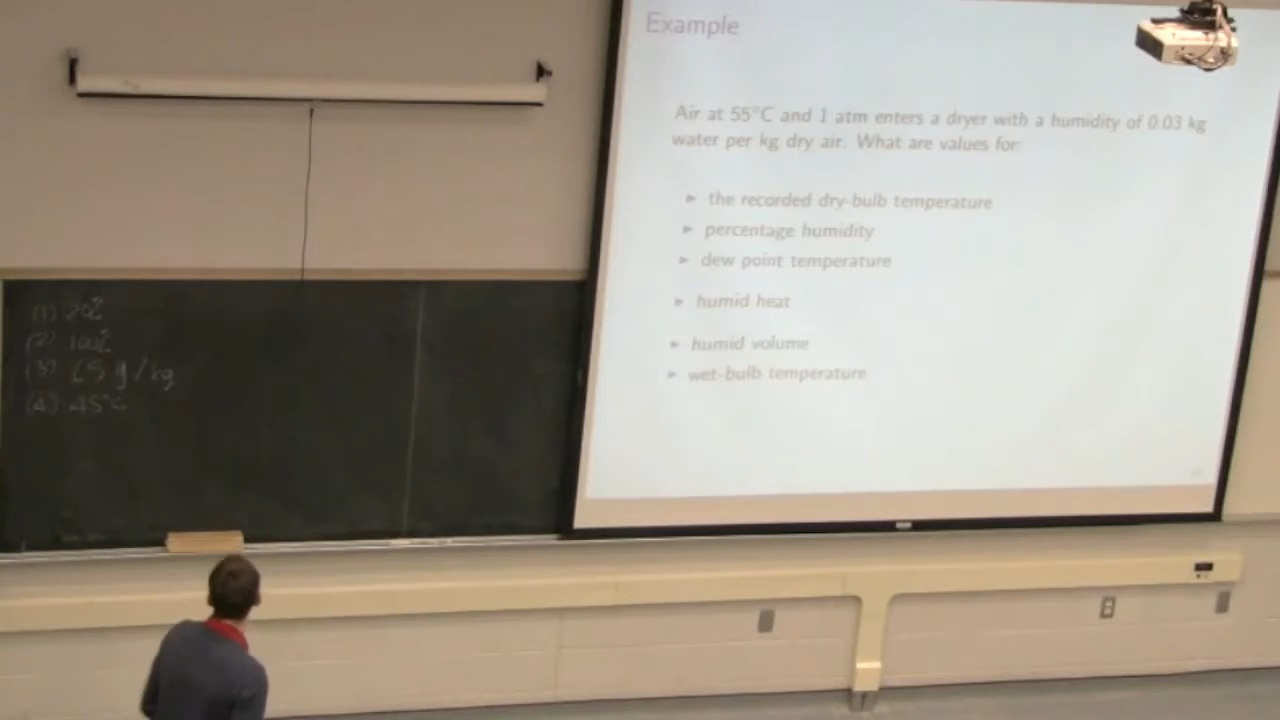 Example
Air at 55°C and 1 atm enters a dryer with a humidity of 0.03 kg
water per kg dry air. What are values for:
▶ the recorded dry-bulb temperature
▶ percentage humidity
▶ dew point temperature
▶ humid heat
▶ humid volume
▶ wet-bulb temperature
(1)
(2)
(3) g/kg
(4) 45°C